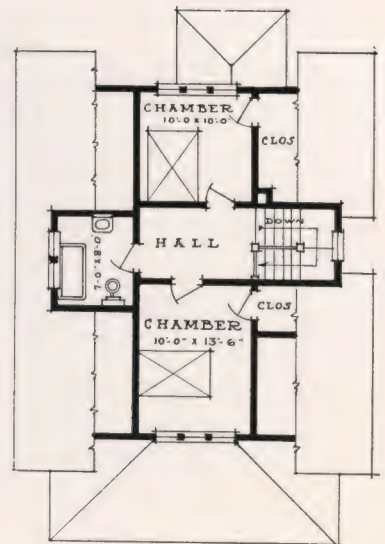 CHAMBER
10'-0 X 10'-0"
CLOS
DOWN
HALL
7'-0 X 8'-0
CLOS
CHAMBER
10'-0" X 13'-6"